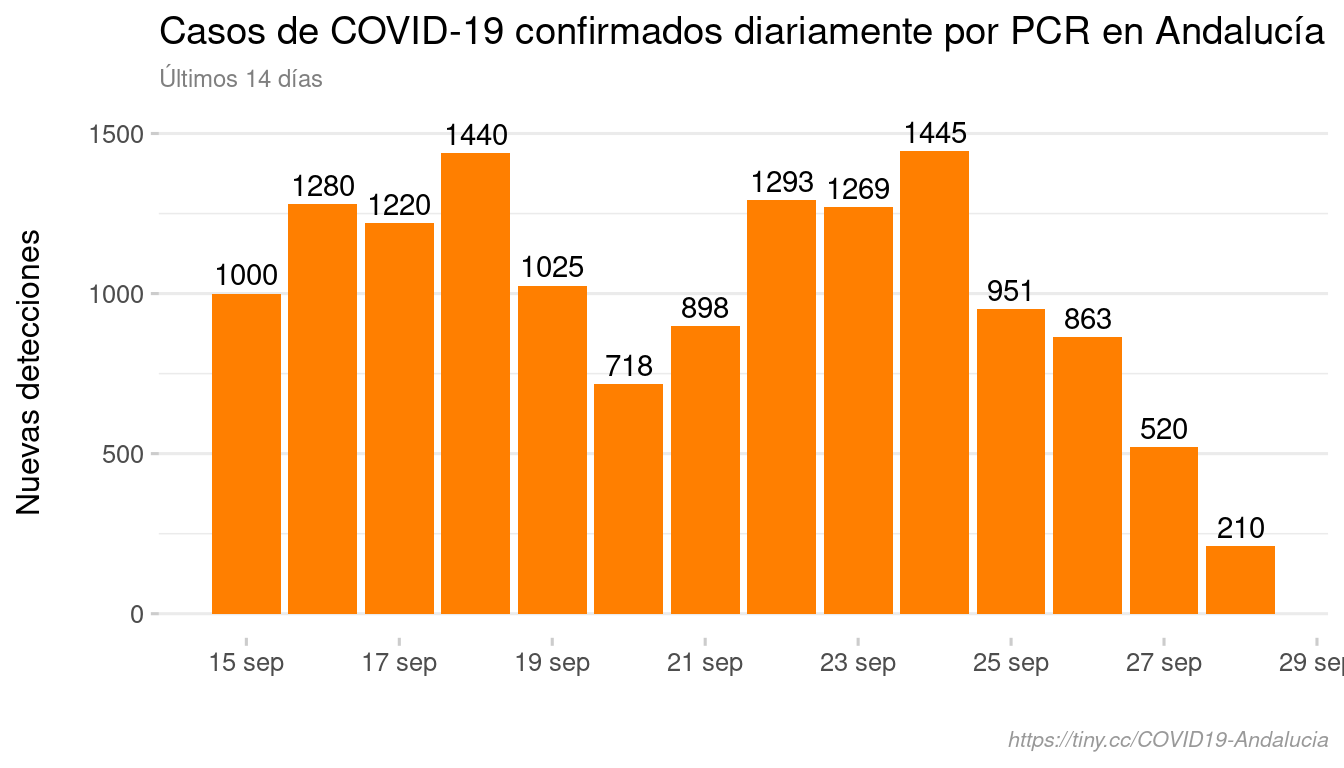 Casos de COVID-19 confirmados diariamente por PCR en Andalucía
Últimos 14 días
Nuevas detecciones
1500
1000
500
0
1000
1280
1220
1440
1025
718
898
1293
1269
1445
951
863
520
210
15 sep
17 sep
19 sep
21 sep
23 sep
25 sep
27 sep
29 sep
https://tiny.cc/COVID19-Andalucia